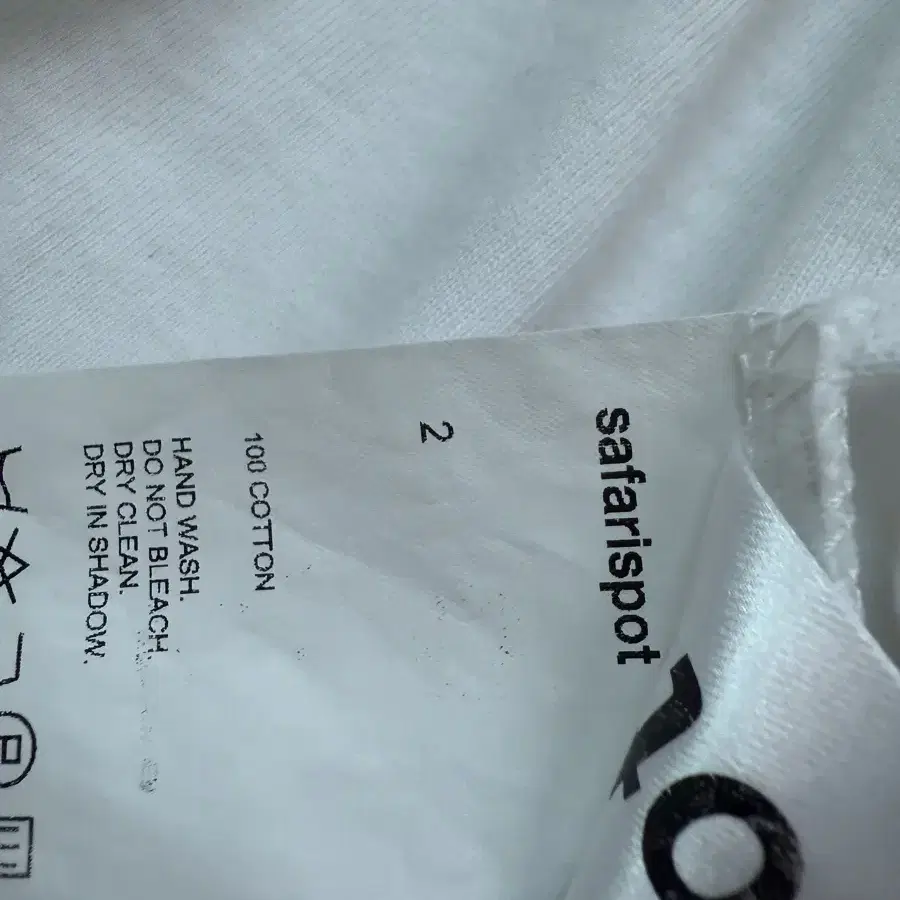 safarispot
2
100 COTTON
HAND WASH.
DO NOT BLEACH.
DRY CLEAN.
DRY IN SHADOW.